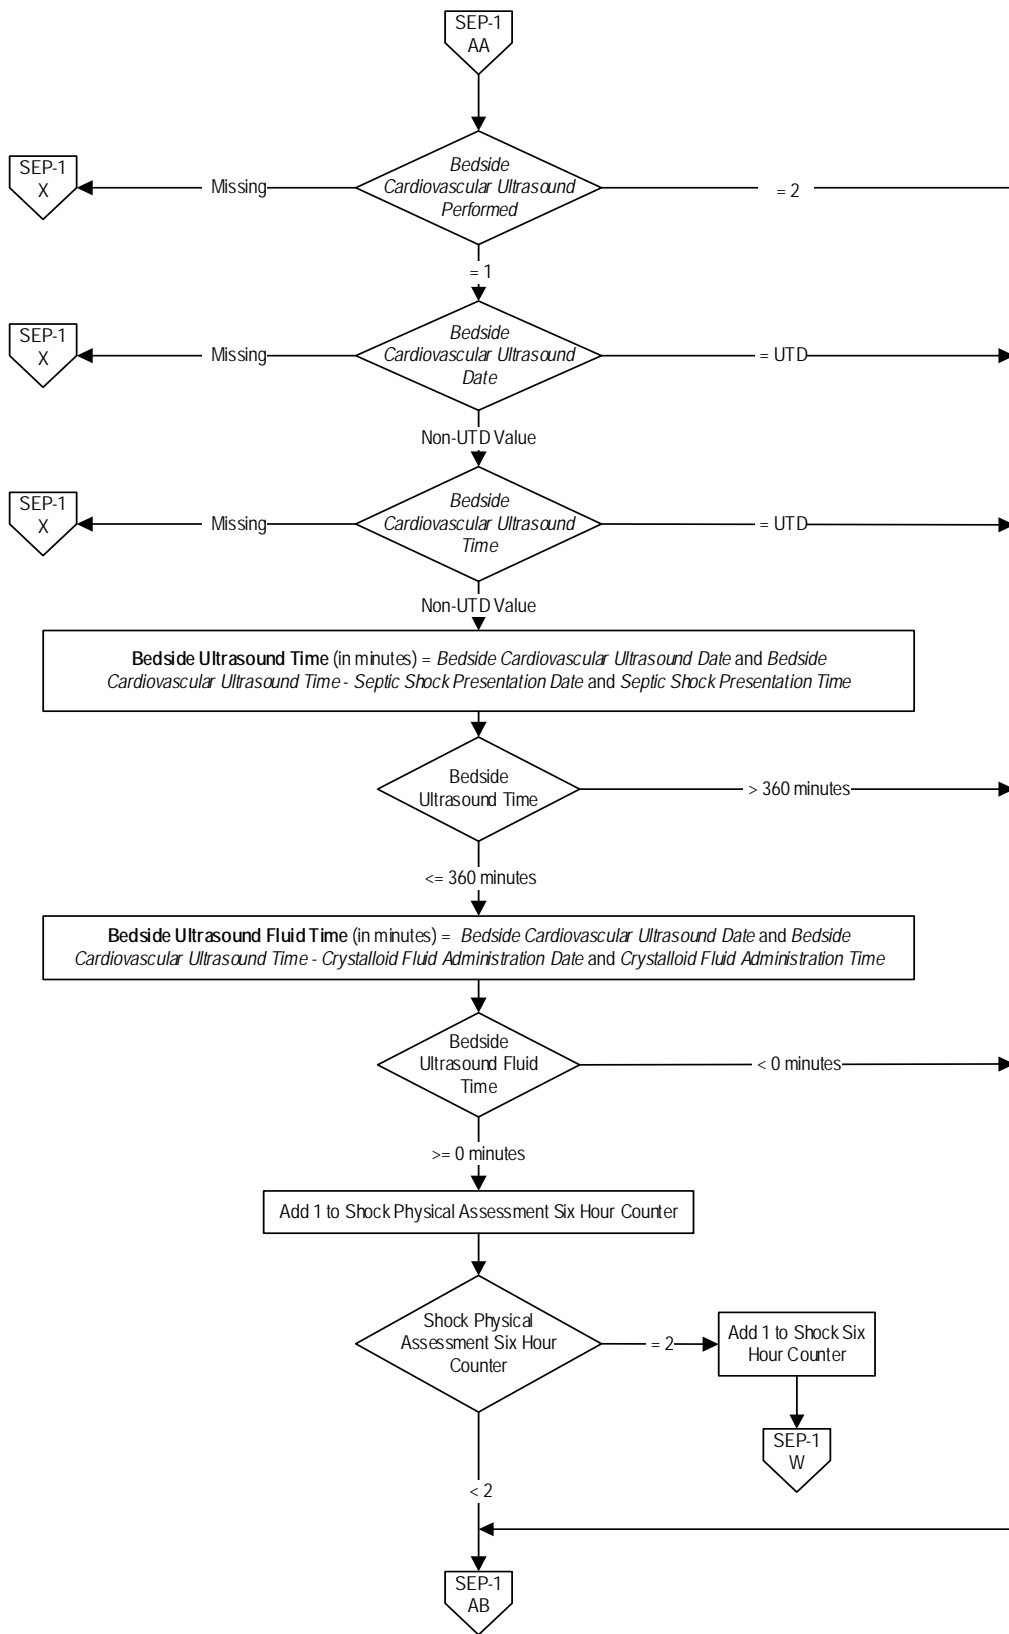 SEP-1
AA
Bedside
Cardiovascular Ultrasound
Performed
SEP-1
X
Missing
= 2
= 1
Bedside
Cardiovascular Ultrasound
Date
SEP-1
X
Missing
= UTD
Non-UTD Value
Bedside
Cardiovascular Ultrasound
Time
SEP-1
X
Missing
= UTD
Non-UTD Value
Bedside Ultrasound Time (in minutes) = Bedside Cardiovascular Ultrasound Date and Bedside
Cardiovascular Ultrasound Time - Septic Shock Presentation Date and Septic Shock Presentation Time
Bedside
Ultrasound Time
> 360 minutes
<= 360 minutes
Bedside Ultrasound Fluid Time (in minutes) = Bedside Cardiovascular Ultrasound Date and Bedside
Cardiovascular Ultrasound Time - Crystalloid Fluid Administration Date and Crystalloid Fluid Administration Time
Bedside
Ultrasound Fluid
Time
< 0 minutes
>= 0 minutes
Add 1 to Shock Physical Assessment Six Hour Counter
Shock Physical
Assessment Six Hour
Counter
= 2
Add 1 to Shock Six
Hour Counter
SEP-1
W
< 2
SEP-1
AB